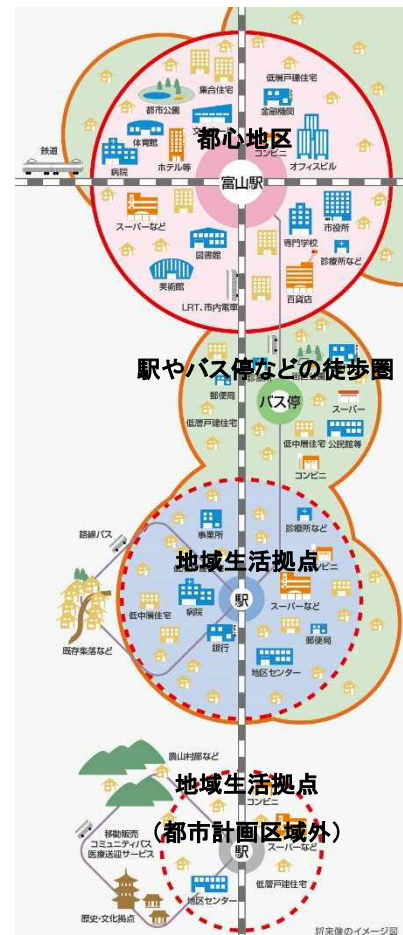 集合住宅
低層戸建住宅
都市公園
金融機関
体育館
都心地区
コンビニ
鉄道
病院
ホテル等
オフィスビル
富山駅
スーパーなど
市役所
専門学校
図書館
診療所など
美術館
百貨店
LRT、市内電車
駅やバス停などの徒歩圏
郵便局
バス停
スーパー
低層戸建住宅
低中層住宅
公民館等
コンビニ
路線バス
事業所
診療所など
地域生活拠点
コンビニ
低中層住宅
病院
駅
スーパーなど
既存集落など
銀行
郵便局
地区センター
農山村部など
地域生活拠点
コンビニ
(都市計画区域外)
移動販売
コミュニティバス
医療送迎サービス
駅
スーパーなど
地区センター
低層戸建住宅
歴史・文化拠点
将来像のイメージ図